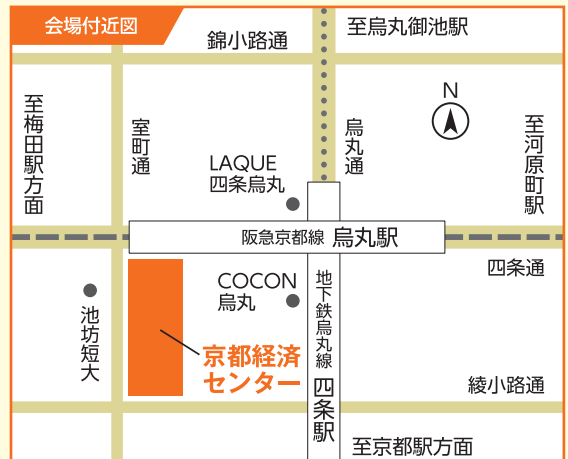 会場付近図
錦小路通
至烏丸御池駅
至梅田駅方面
室町通
烏丸通
N
至河原町駅
LAQUE
四条烏丸
阪急京都線 烏丸駅
四条通
COCON
烏丸
池坊短大
地下鉄烏丸線 四条駅
京都経済
センター
綾小路通
至京都駅方面